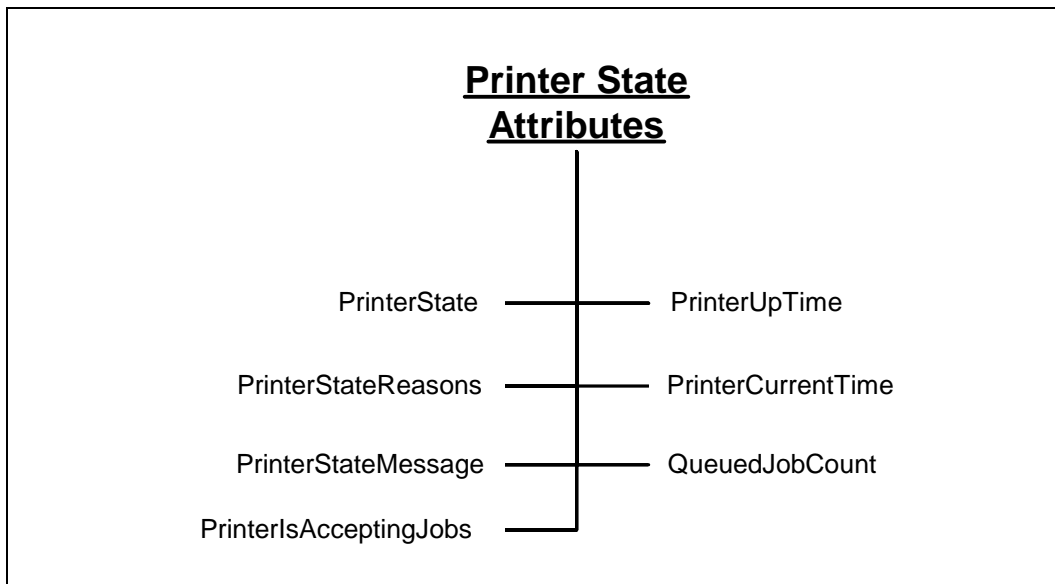 Printer State
Attributes
PrinterState
PrinterUpTime
PrinterStateReasons
PrinterCurrentTime
PrinterStateMessage
QueuedJobCount
PrinterIsAcceptingJobs